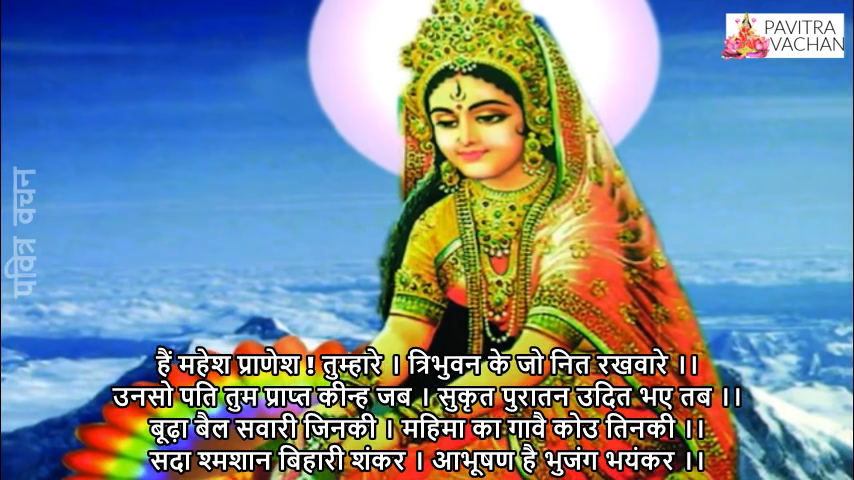 PAVITRA
VACHAN
पवित्र वचन
हैं महेश प्राणेश ! तुम्हारे । त्रिभुवन के जो नित रखवारे ।।
उनसो पति तुम प्राप्त कीन्ह जब । सुकृत पुरातन उदित भए तब ।।
बूढ़ा बैल सवारी जिनकी । महिमा का गावै कोउ तिनकी ।।
सदा श्मशान बिहारी शंकर । आभूषण है भुजंग भयंकर ।।